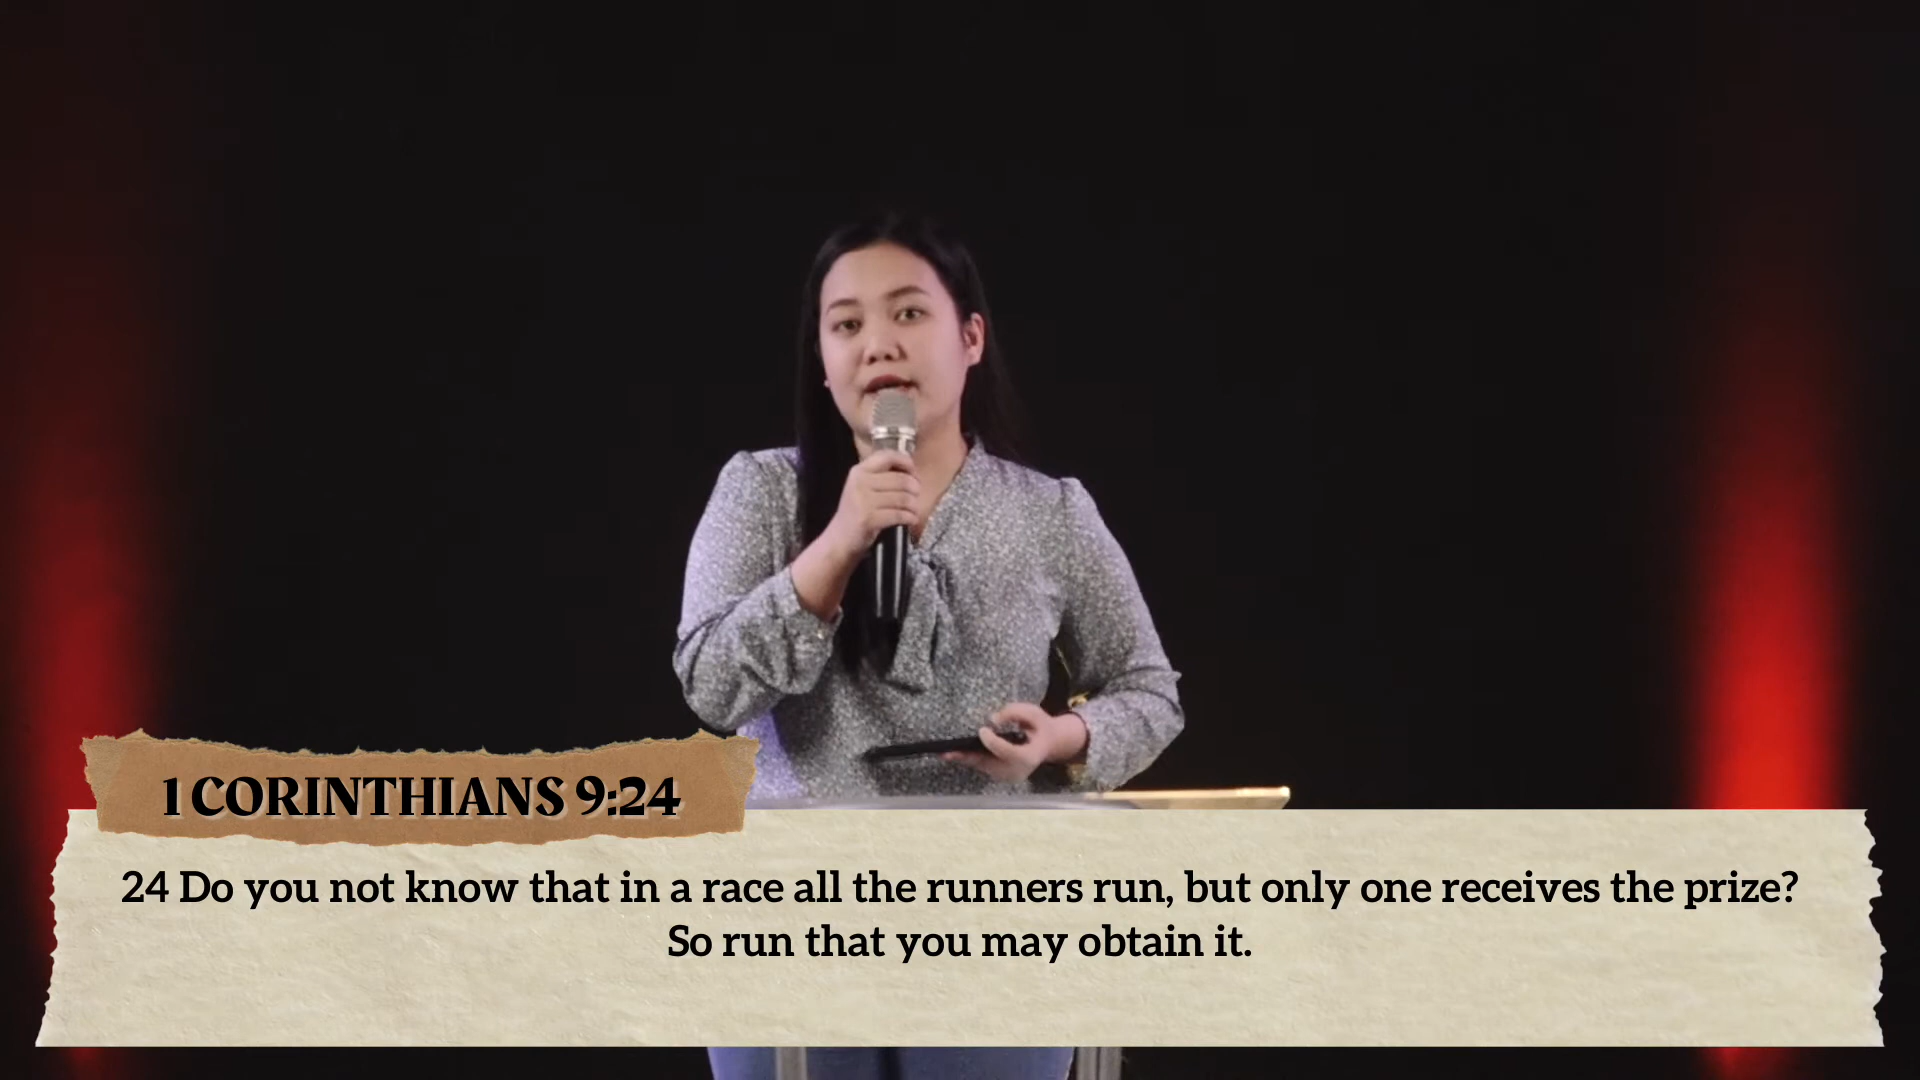 1 CORINTHIANS 9:24
24 Do you not know that in a race all the runners run, but only one receives the prize?
So run that you may obtain it.